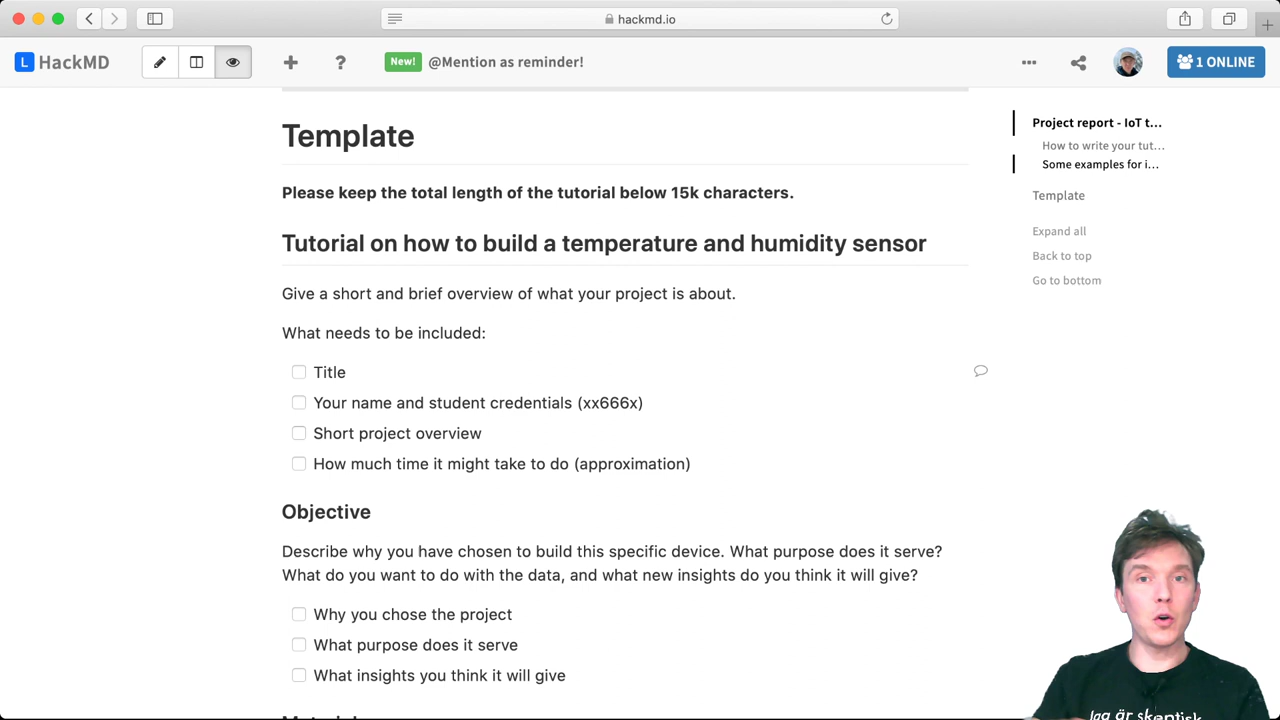 hackmd.io
L HackMD
New! @Mention as reminder!
1 ONLINE
Template
Please keep the total length of the tutorial below 15k characters.
Tutorial on how to build a temperature and humidity sensor
Give a short and brief overview of what your project is about.
What needs to be included:
Title
Your name and student credentials (xx666x)
Short project overview
How much time it might take to do (approximation)
Objective
Describe why you have chosen to build this specific device. What purpose does it serve?
What do you want to do with the data, and what new insights do you think it will give?
Why you chose the project
What purpose does it serve
What insights you think it will give
Project report - IoT t...
How to write your tut...
Some examples for i...
Template
Expand all
Back to top
Go to bottom
Jag är skeptisk